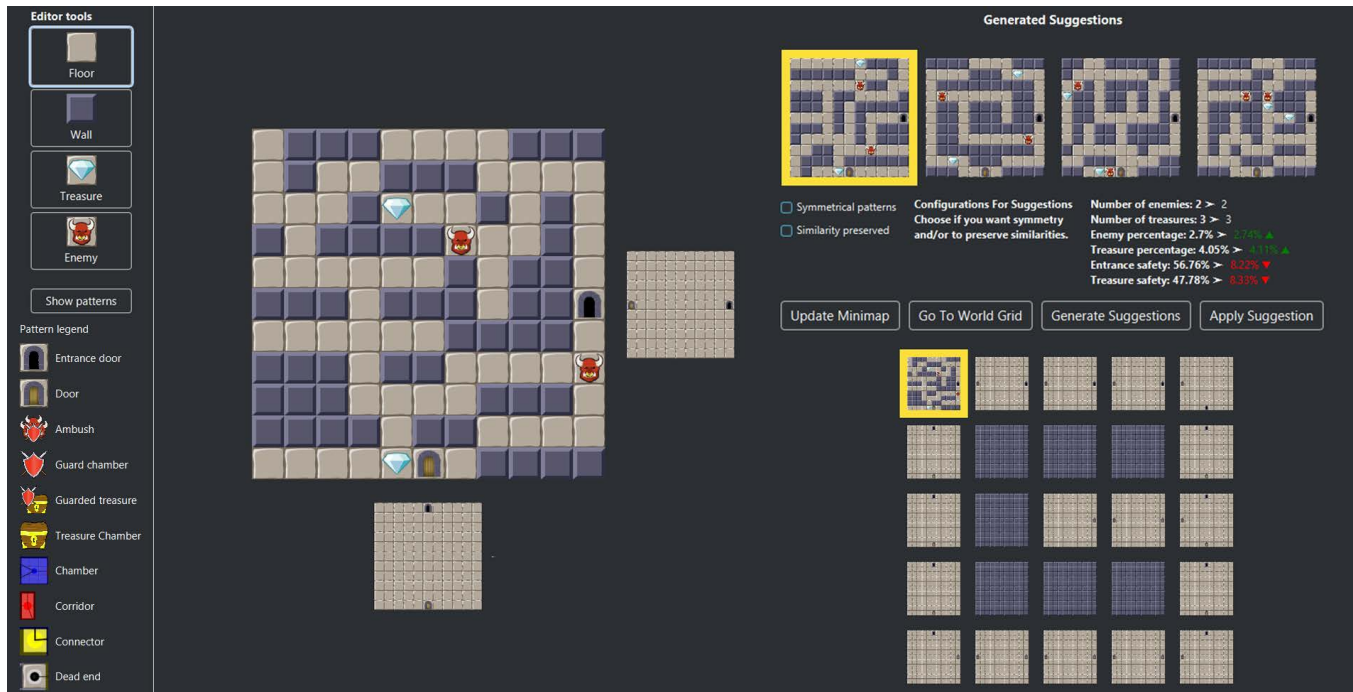 Editor tools
Floor
Wall
Treasure
Enemy
Show patterns
Pattern legend
Entrance door
Door
Ambush
Guard chamber
Guarded treasure
Treasure Chamber
Chamber
Corridor
Connector
Dead end
Generated Suggestions
Symmetrical patterns
Similarity preserved
Configurations For Suggestions
Choose if you want symmetry
and/or to preserve similarities.
Number of enemies: 2 ➢ 2
Number of treasures: 3 ➢ 3
Enemy percentage: 2.7% ➢ 2.74% ▲
Treasure percentage: 4.05% ➢ 4.11% ▲
Entrance safety: 56.76% ➢ 8.22% ▼
Treasure safety: 47.78% ➢ 8.33% ▼
Update Minimap
Go To World Grid
Generate Suggestions
Apply Suggestion